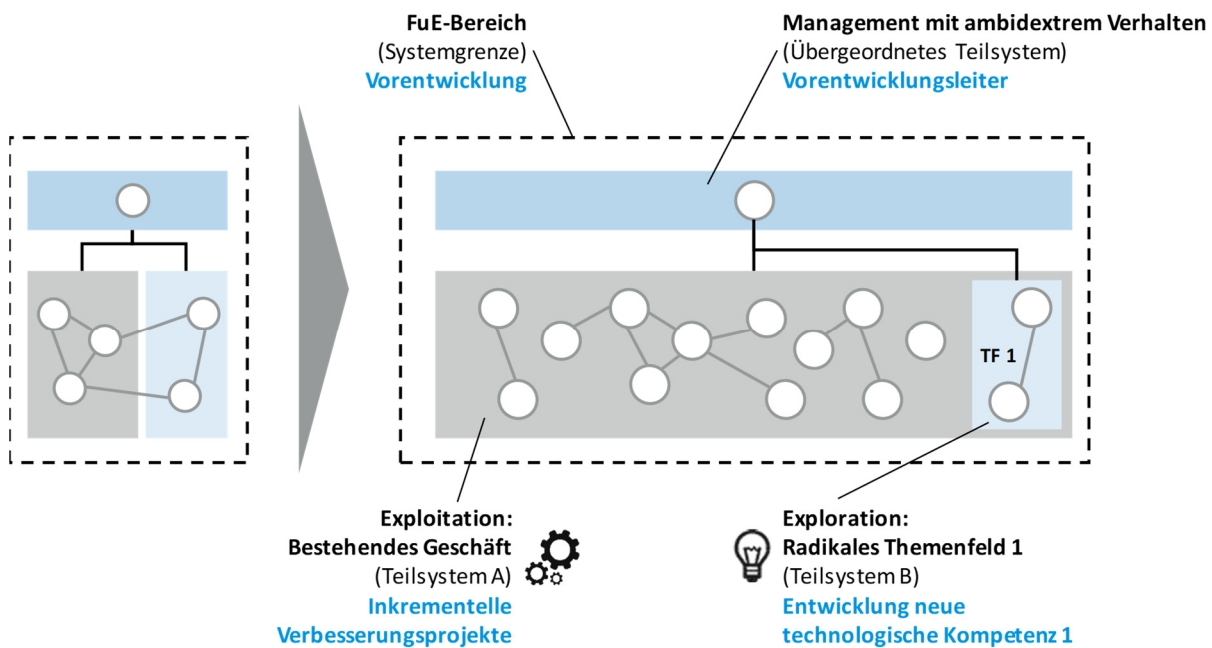 FuE-Bereich
(Systemgrenze)
Vorentwicklung
Management mit ambidextrem Verhalten
(Übergeordnetes Teilsystem)
Vorentwicklungsleiter
TF 1
Exploitation:
Bestehendes Geschäft
(Teilsystem A)
Inkrementelle
Verbesserungsprojekte
Exploration:
Radikales Themenfeld 1
(Teilsystem B)
Entwicklung neue
technologische Kompetenz 1